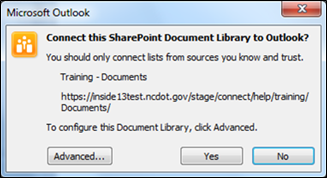 Microsoft Outlook
Connect this SharePoint Document Library to Outlook?
You should only connect lists from sources you know and trust.
Training - Documents
https://inside13test.ncdot.gov/stage/connect/help/training/
Documents/
To configure this Document Library, click Advanced.
Advanced... Yes No